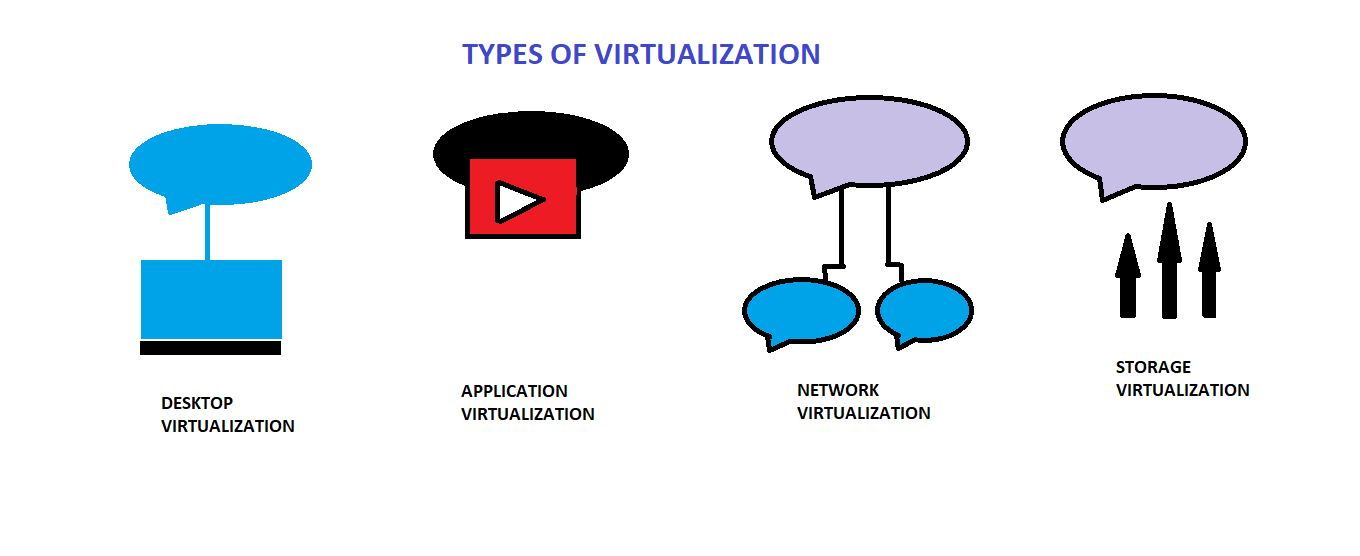 TYPES OF VIRTUALIZATION
DESKTOP
VIRTUALIZATION
APPLICATION
VIRTUALIZATION
NETWORK
VIRTUALIZATION
STORAGE
VIRTUALIZATION